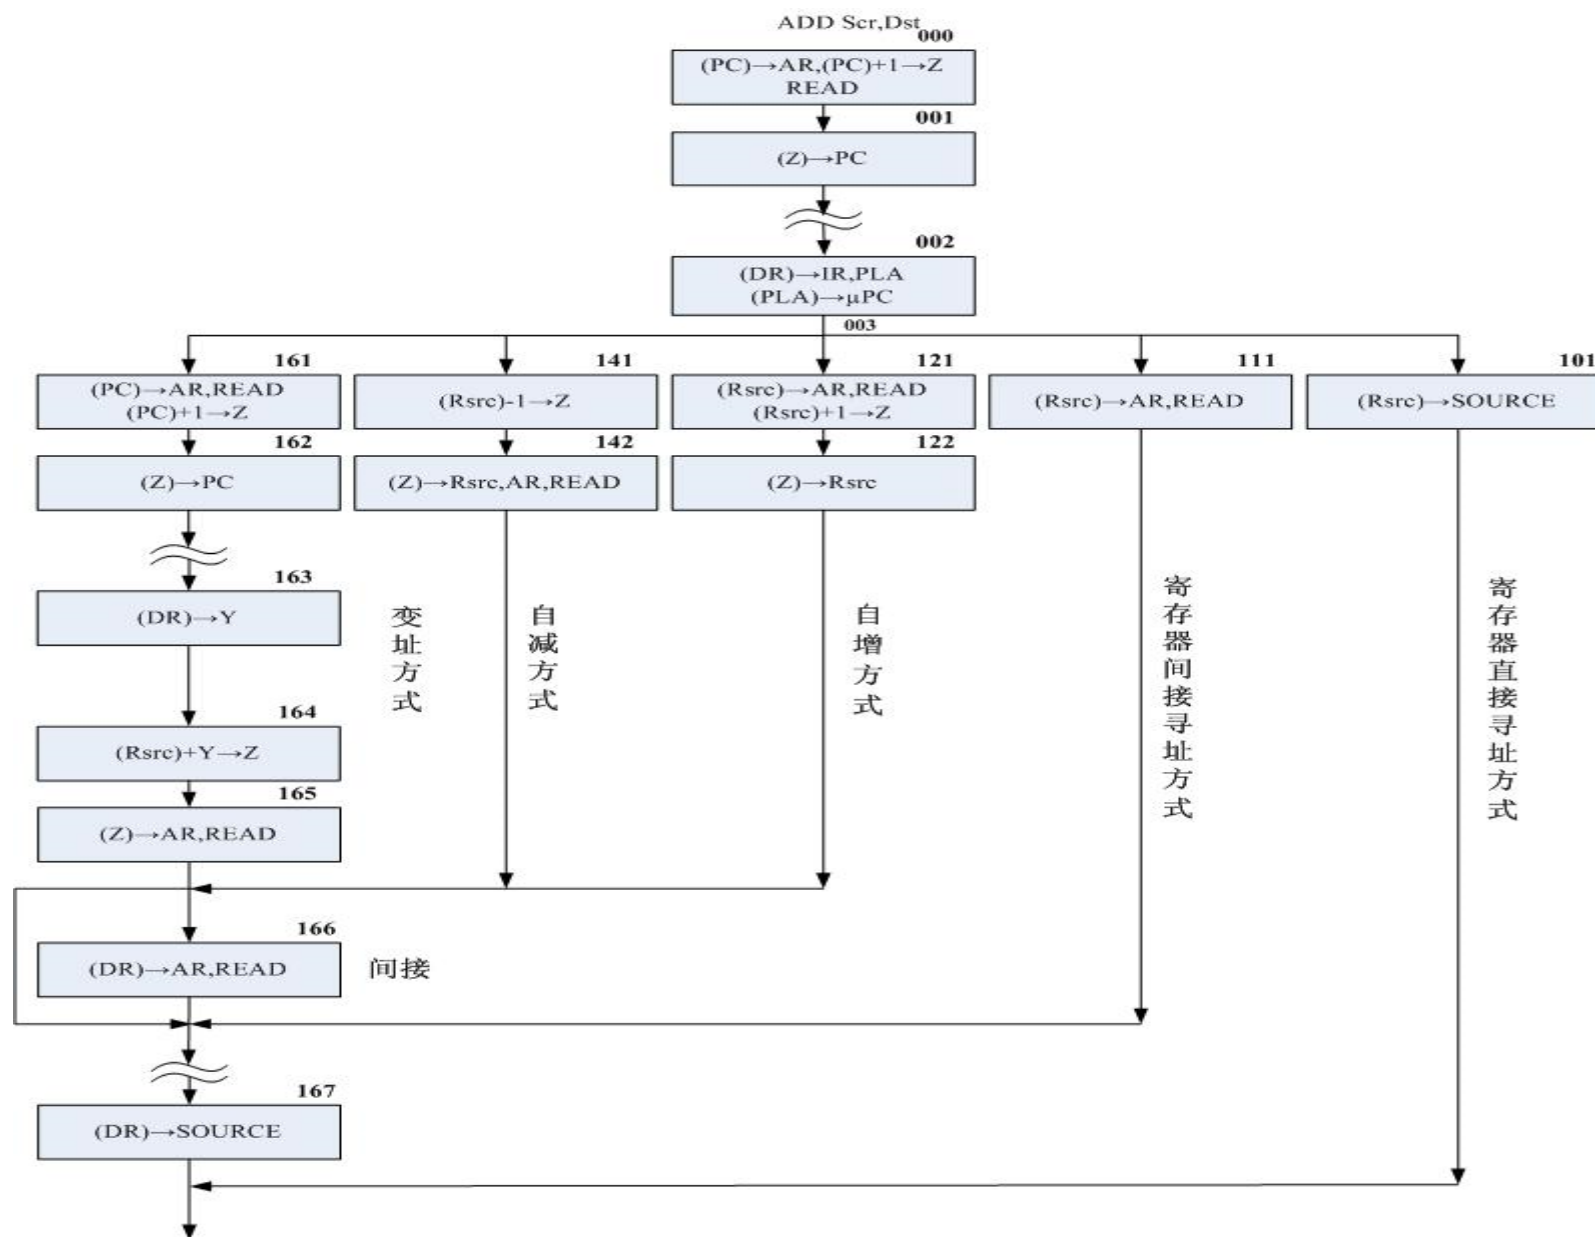 ADD Scr,Dst
000
(PC)→AR,(PC)+1→Z
READ
001
(Z)→PC
002
(DR)→IR,PLA
(PLA)→μPC
003
161
(PC)→AR,READ
(PC)+1→Z
141
(Rsrc)-1→Z
121
(Rsrc)→AR,READ
(Rsrc)+1→Z
111
(Rsrc)→AR,READ
101
(Rsrc)→SOURCE
162
(Z)→PC
142
(Z)→Rsrc,AR,READ
122
(Z)→Rsrc
163
(DR)→Y
变址方式
自减方式
自增方式
寄存器间接寻址方式
寄存器直接寻址方式
164
(Rsrc)+Y→Z
165
(Z)→AR,READ
166
(DR)→AR,READ
间接
167
(DR)→SOURCE